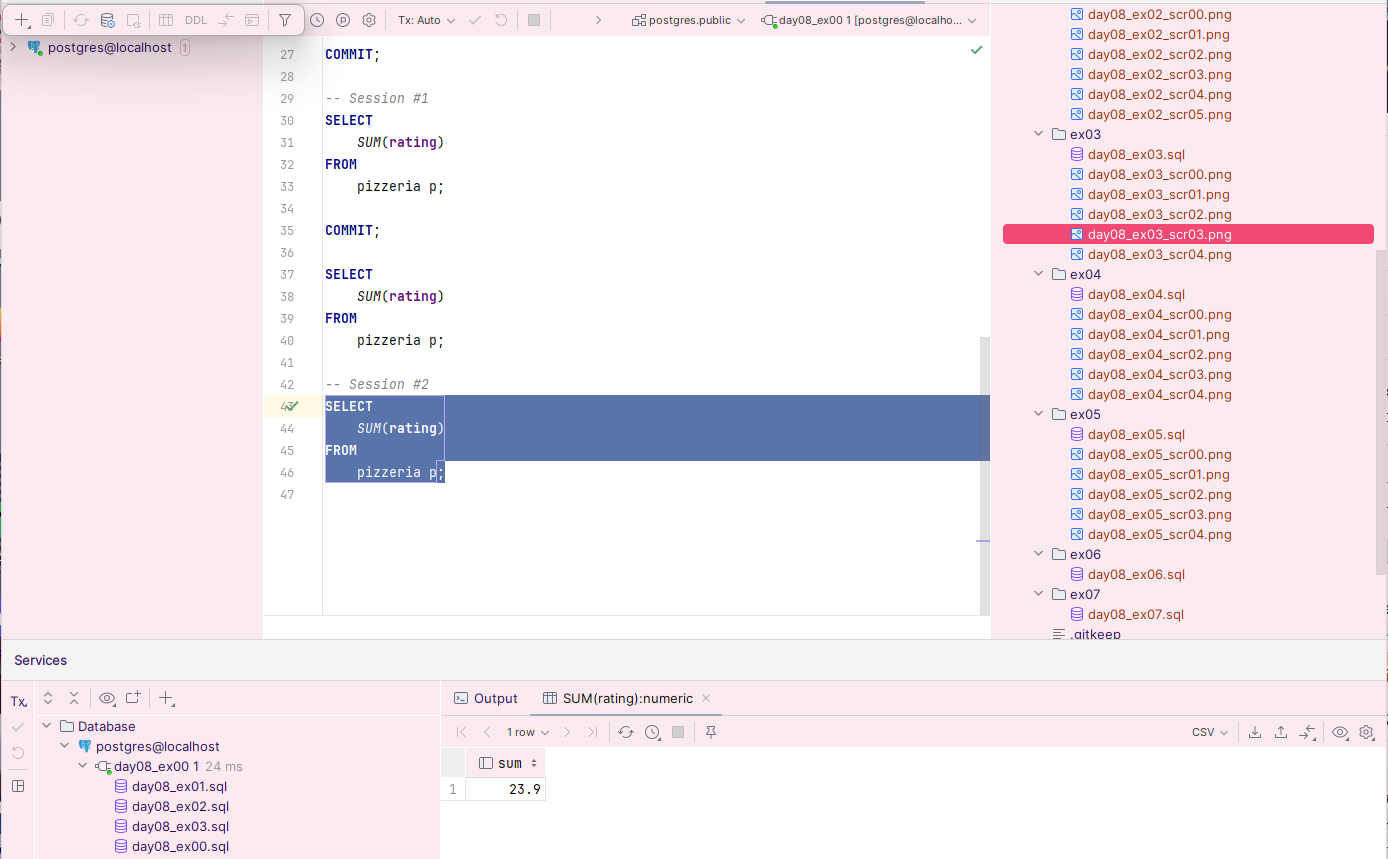 DDL
Tx: Auto
postgres.public
day08_ex00 1 [postgres@localho...
postgres@localhost 1
27 COMMIT;
28
29 -- Session #1
30 SELECT
31 SUM(rating)
32 FROM
33 pizzeria p;
34
35 COMMIT;
36
37 SELECT
38 SUM(rating)
39 FROM
40 pizzeria p;
41
42 -- Session #2
43 SELECT
44 SUM(rating)
45 FROM
46 pizzeria p;
47
day08_ex02_scr00.png
day08_ex02_scr01.png
day08_ex02_scr02.png
day08_ex02_scr03.png
day08_ex02_scr04.png
day08_ex02_scr05.png
ex03
day08_ex03.sql
day08_ex03_scr00.png
day08_ex03_scr01.png
day08_ex03_scr02.png
day08_ex03_scr03.png
day08_ex03_scr04.png
ex04
day08_ex04.sql
day08_ex04_scr00.png
day08_ex04_scr01.png
day08_ex04_scr02.png
day08_ex04_scr03.png
day08_ex04_scr04.png
ex05
day08_ex05.sql
day08_ex05_scr00.png
day08_ex05_scr01.png
day08_ex05_scr02.png
day08_ex05_scr03.png
day08_ex05_scr04.png
ex06
day08_ex06.sql
ex07
day08_ex07.sql
.gitkeep
Services
Tx
Database
postgres@localhost
day08_ex00 1 24 ms
day08_ex01.sql
day08_ex02.sql
day08_ex03.sql
day08_ex00.sql
Output
SUM(rating):numeric
1 row
CSV
sum
1 23.9